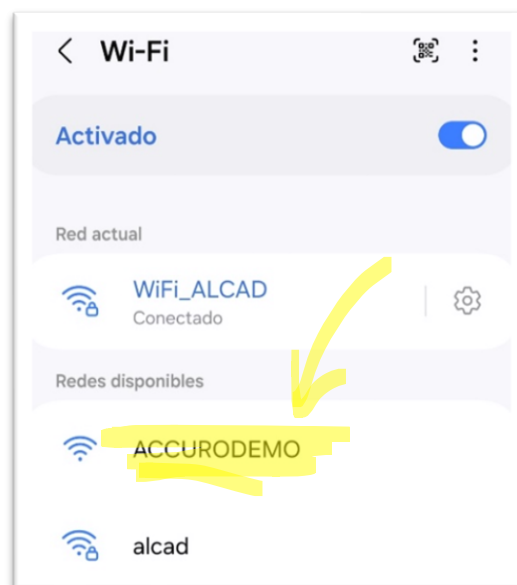 Wi-Fi
Activado
Red actual
WiFi_ALCAD
Conectado
Redes disponibles
ACCURODEMO
alcad